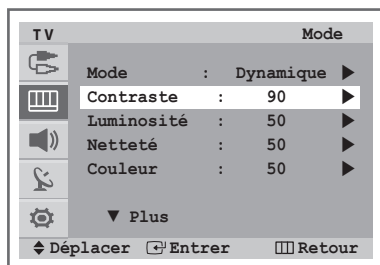 TV Mode
Mode : Dynamique ▶
Contraste : 90 ▶
Luminosité : 50 ▶
Netteté : 50 ▶
Couleur : 50 ▶
▼ Plus
Déplacer Entrer Retour